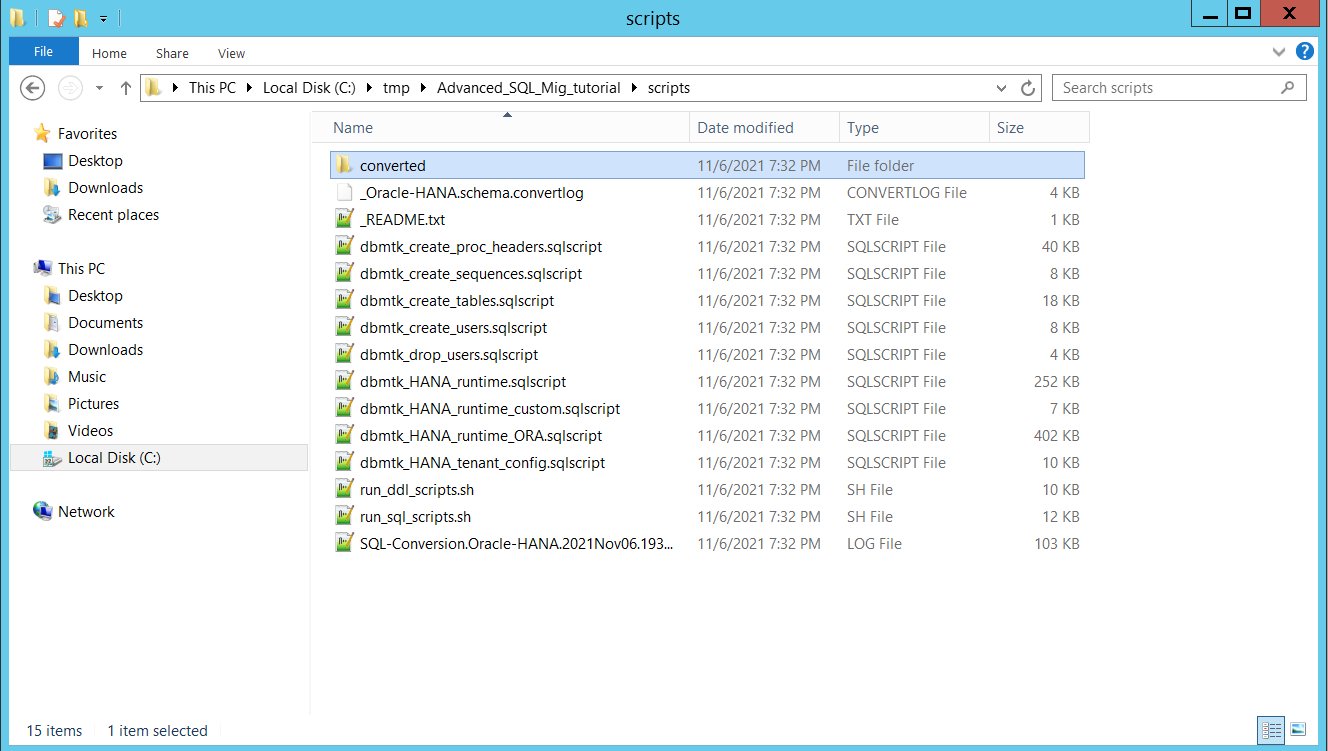 scripts
File Home Share View
This PC Local Disk (C:) tmp Advanced_SQL_Mig_tutorial scripts Search scripts
Favorites
Desktop
Downloads
Recent places
This PC
Desktop
Documents
Downloads
Music
Pictures
Videos
Local Disk (C:)
Network
Name Date modified Type Size
converted 11/6/2021 7:32 PM File folder
_Oracle-HANA.schema.convertlog 11/6/2021 7:32 PM CONVERTLOG File 4 KB
_README.txt 11/6/2021 7:32 PM TXT File 1 KB
dbmtk_create_proc_headers.sqlscript 11/6/2021 7:32 PM SQLSCRIPT File 40 KB
dbmtk_create_sequences.sqlscript 11/6/2021 7:32 PM SQLSCRIPT File 8 KB
dbmtk_create_tables.sqlscript 11/6/2021 7:32 PM SQLSCRIPT File 18 KB
dbmtk_create_users.sqlscript 11/6/2021 7:32 PM SQLSCRIPT File 8 KB
dbmtk_drop_users.sqlscript 11/6/2021 7:32 PM SQLSCRIPT File 4 KB
dbmtk_HANA_runtime.sqlscript 11/6/2021 7:32 PM SQLSCRIPT File 252 KB
dbmtk_HANA_runtime_custom.sqlscript 11/6/2021 7:32 PM SQLSCRIPT File 7 KB
dbmtk_HANA_runtime_ORA.sqlscript 11/6/2021 7:32 PM SQLSCRIPT File 402 KB
dbmtk_HANA_tenant_config.sqlscript 11/6/2021 7:32 PM SQLSCRIPT File 10 KB
run_ddl_scripts.sh 11/6/2021 7:32 PM SH File 10 KB
run_sql_scripts.sh 11/6/2021 7:32 PM SH File 12 KB
SQL-Conversion.Oracle-HANA.2021Nov06.193... 11/6/2021 7:32 PM LOG File 103 KB
15 items 1 item selected